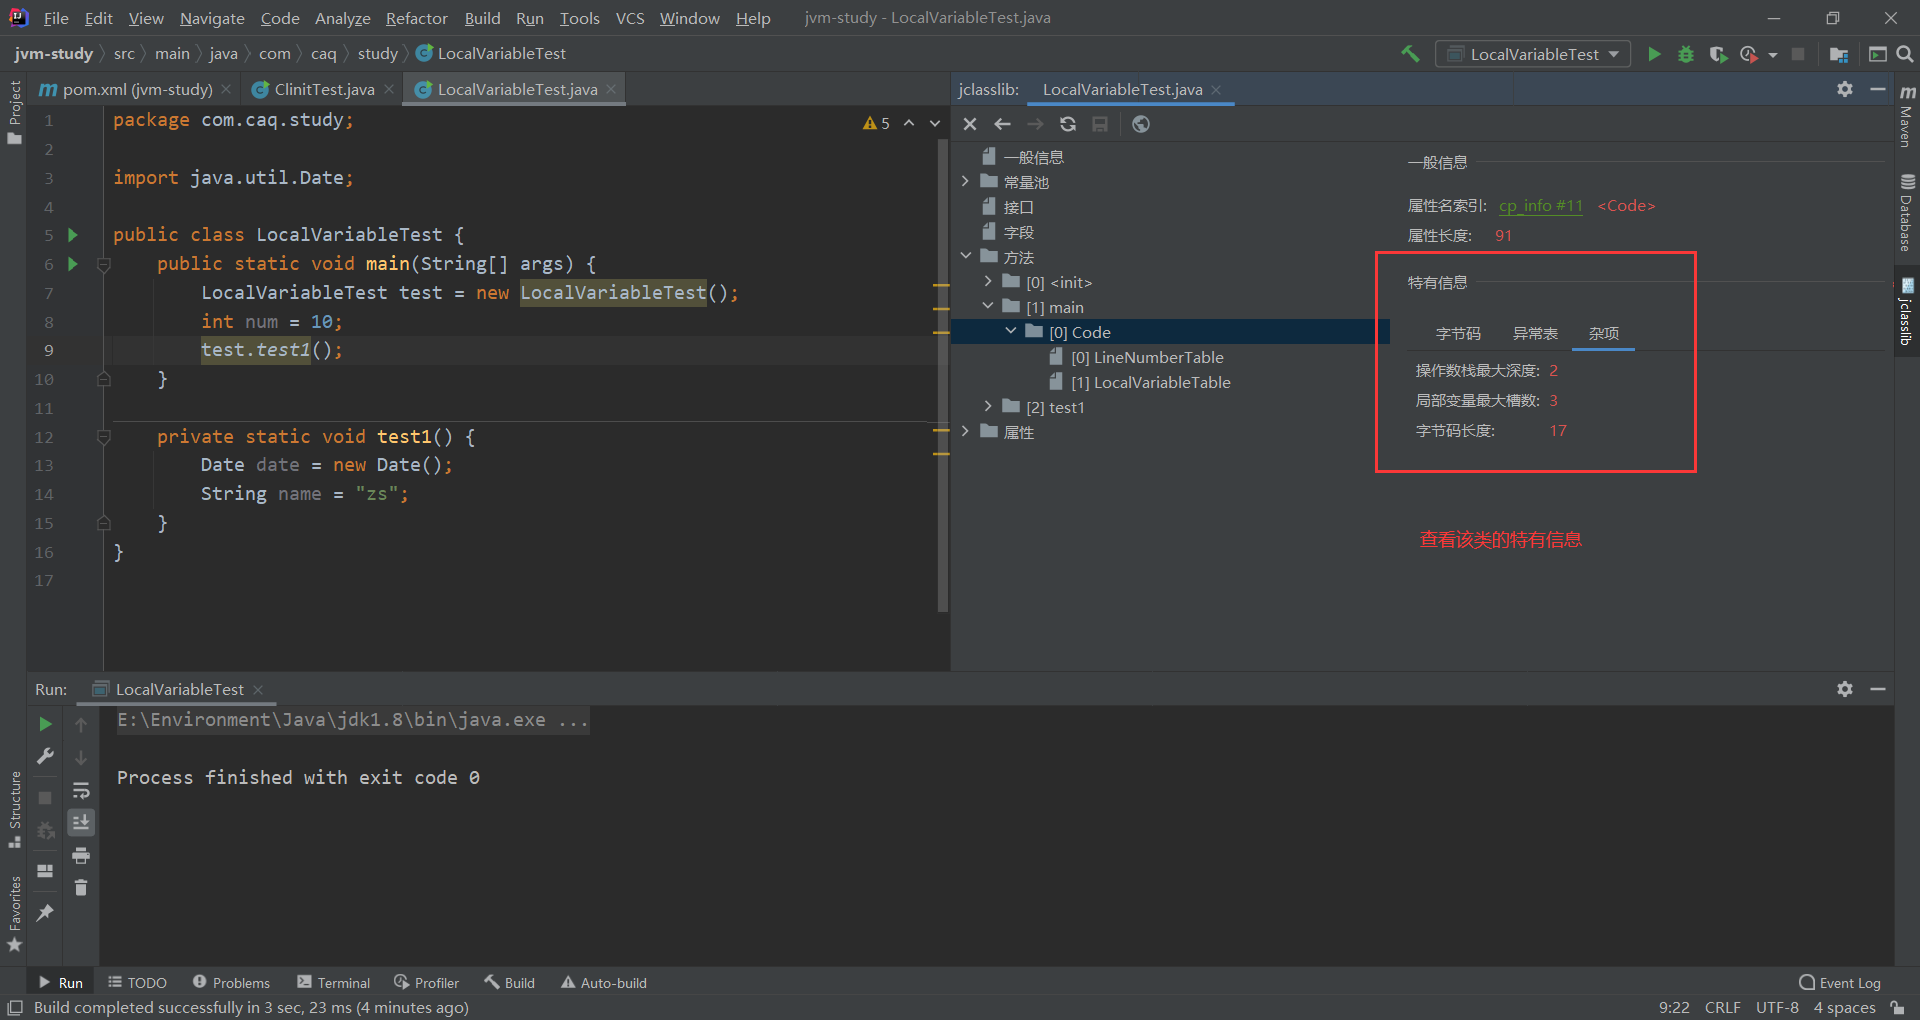 File Edit View Navigate Code Analyze Refactor Build Run Tools VCS Window Help jvm-study - LocalVariableTest.java
jvm-study src main java com caq study LocalVariableTest
LocalVariableTest
pom.xml (jvm-study) ClinitTest.java LocalVariableTest.java
jclasslib: LocalVariableTest.java
Project
Structure
Favorites
1 package com.caq.study;
2
3 import java.util.Date;
4
5 public class LocalVariableTest {
6 public static void main(String[] args) {
7 LocalVariableTest test = new LocalVariableTest();
8 int num = 10;
9 test.test1();
10 }
11
12 private static void test1() {
13 Date date = new Date();
14 String name = "zs";
15 }
16 }
17
5
一般信息
常量池
接口
字段
方法
[0] <init>
[1] main
[0] Code
[0] LineNumberTable
[1] LocalVariableTable
[2] test1
属性
一般信息
属性名索引: cp_info #11 <Code>
属性长度: 91
特有信息
字节码 异常表 杂项
操作数栈最大深度: 2
局部变量最大槽数: 3
字节码长度: 17
查看该类的特有信息
Maven
Database
jclasslib
Run: LocalVariableTest
E:\Environment\Java\jdk1.8\bin\java.exe ...
Process finished with exit code 0
Run TODO Problems Terminal Profiler Build Auto-build Event Log
Build completed successfully in 3 sec, 23 ms (4 minutes ago) 9:22 CRLF UTF-8 4 spaces